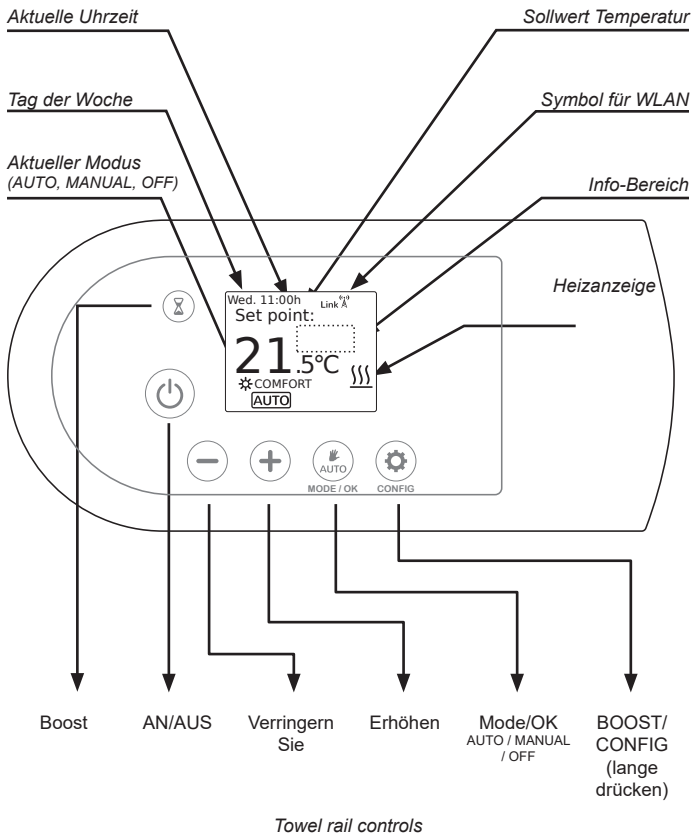 Aktuelle Uhrzeit
Sollwert Temperatur
Tag der Woche
Symbol für WLAN
Aktueller Modus
(AUTO, MANUAL, OFF)
Info-Bereich
Heizanzeige
Wed. 11:00h
Link
Set point:
21.5°C
COMFORT
AUTO
AUTO
MODE / OK
CONFIG
Boost
AN/AUS
Verringern
Sie
Erhöhen
Mode/OK
AUTO / MANUAL
/ OFF
BOOST/
CONFIG
(lange
drücken)
Towel rail controls